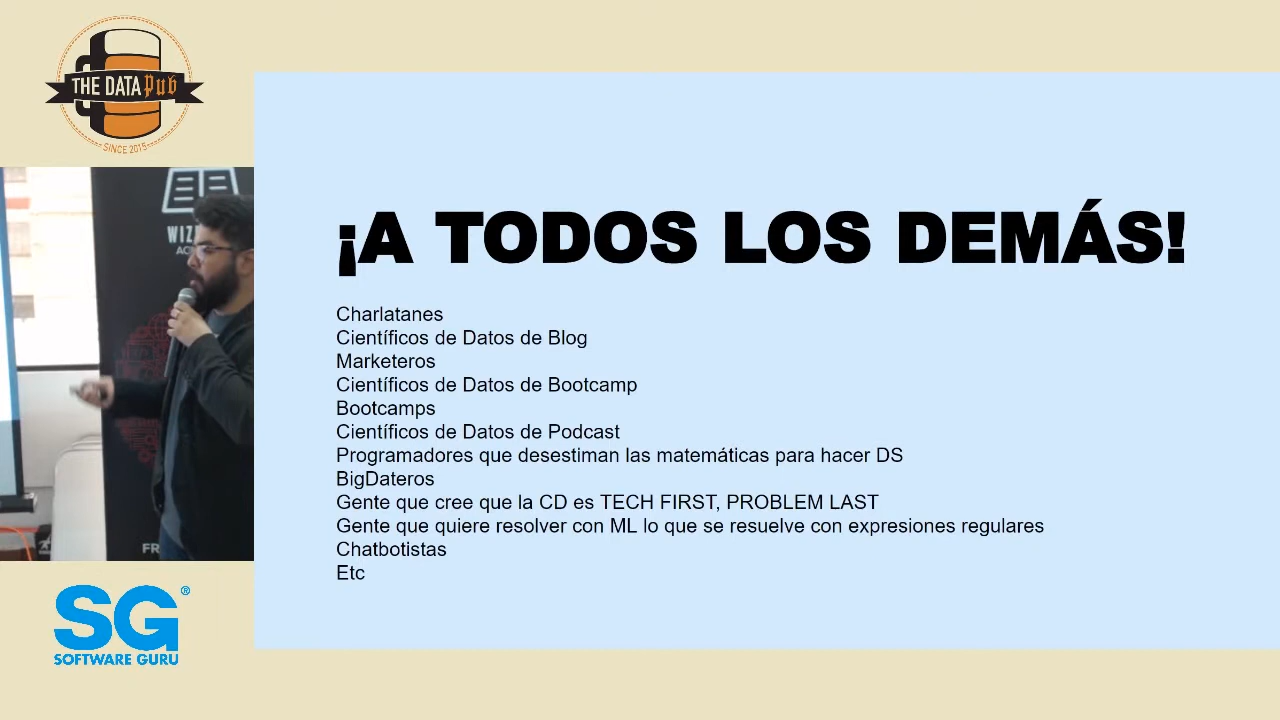 THE DATA Pub
SINCE 2015
¡A TODOS LOS DEMÁS!
Charlatanes
Científicos de Datos de Blog
Marketeros
Científicos de Datos de Bootcamp
Bootcamps
Científicos de Datos de Podcast
Programadores que desestiman las matemáticas para hacer DS
BigDateros
Gente que cree que la CD es TECH FIRST, PROBLEM LAST
Gente que quiere resolver con ML lo que se resuelve con expresiones regulares
Chatbotistas
Etc
SG®
SOFTWARE GURU